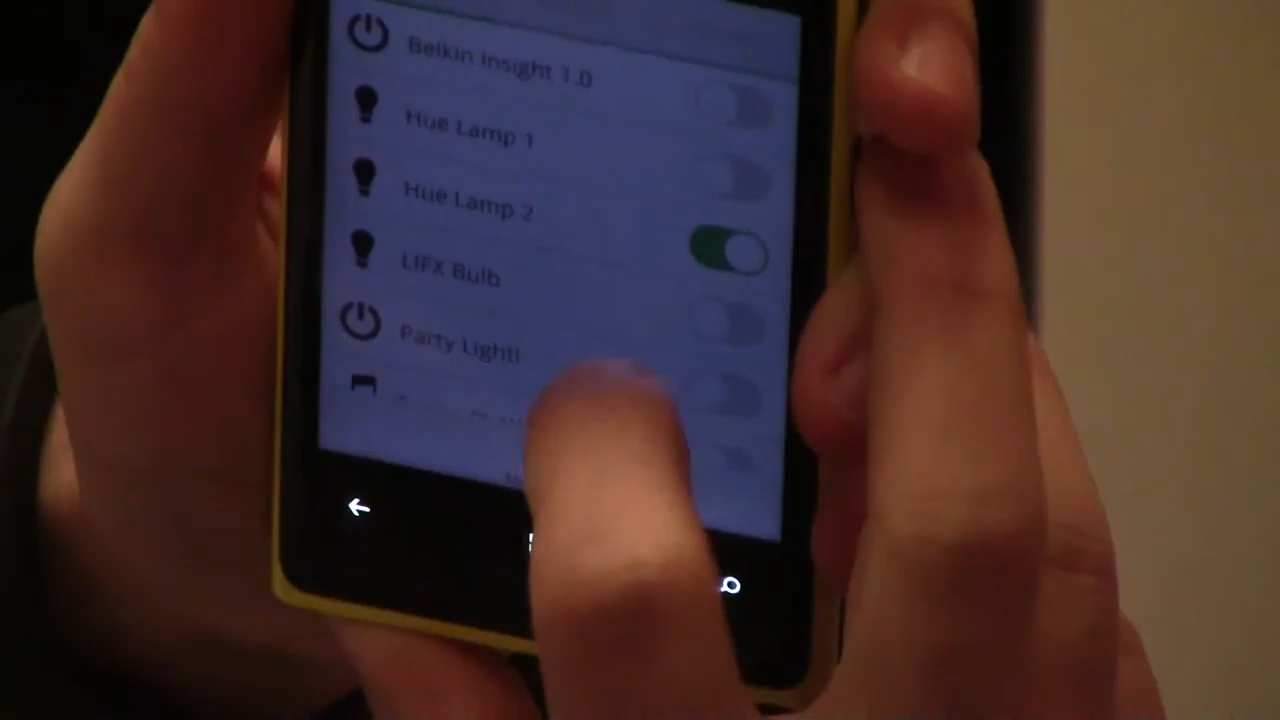 Belkin Insight 1.0
Hue Lamp 1
Hue Lamp 2
LIFX Bulb
Party Light!